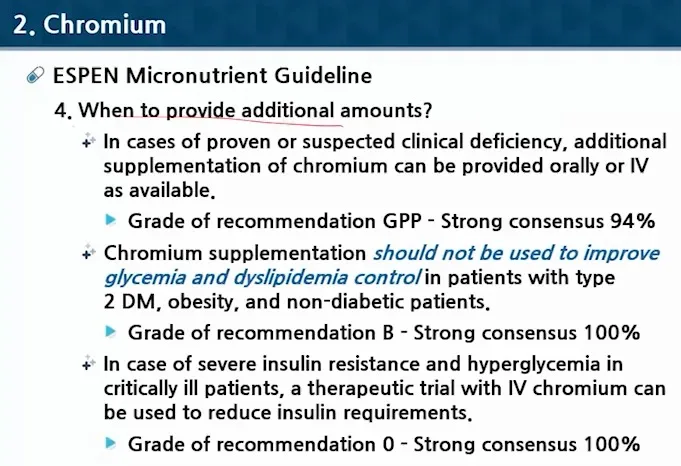 2. Chromium
ESPEN Micronutrient Guideline
4. When to provide additional amounts?
In cases of proven or suspected clinical deficiency, additional
supplementation of chromium can be provided orally or IV
as available.
Grade of recommendation GPP - Strong consensus 94%
Chromium supplementation should not be used to improve
glycemia and dyslipidemia control in patients with type
2 DM, obesity, and non-diabetic patients.
Grade of recommendation B - Strong consensus 100%
In case of severe insulin resistance and hyperglycemia in
critically ill patients, a therapeutic trial with IV chromium can
be used to reduce insulin requirements.
Grade of recommendation 0 - Strong consensus 100%